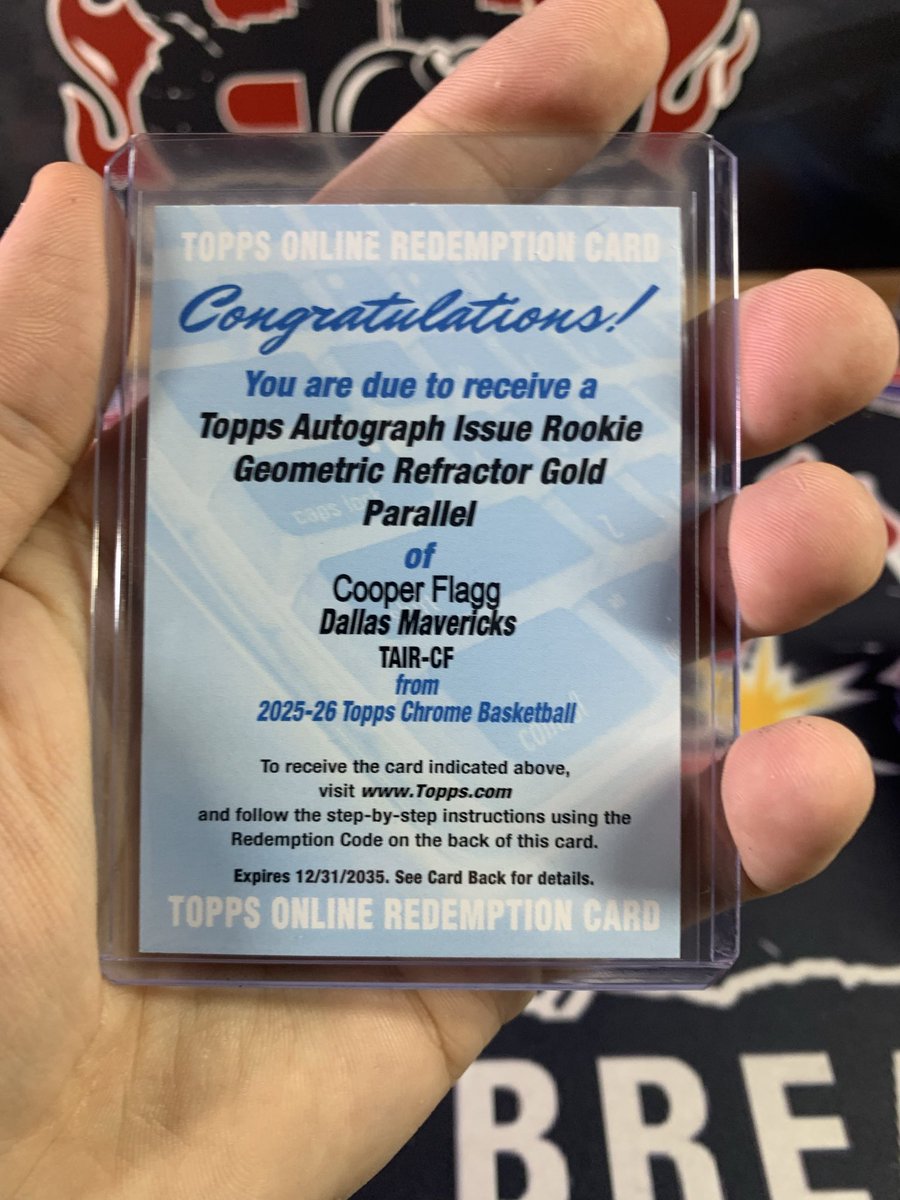 TOPPS ONLINE REDEMPTION CARD
Congratulations!
You are due to receive a
Topps Autograph Issue Rookie
Geometric Refractor Gold
Parallel
of
Cooper Flagg
Dallas Mavericks
TAIR-CF
from
2025-26 Topps Chrome Basketball
To receive the card indicated above,
visit www.Topps.com
and follow the step-by-step instructions using the
Redemption Code on the back of this card.
Expires 12/31/2035. See Card Back for details.
TOPPS ONLINE REDEMPTION CARD
caps lock
BRE